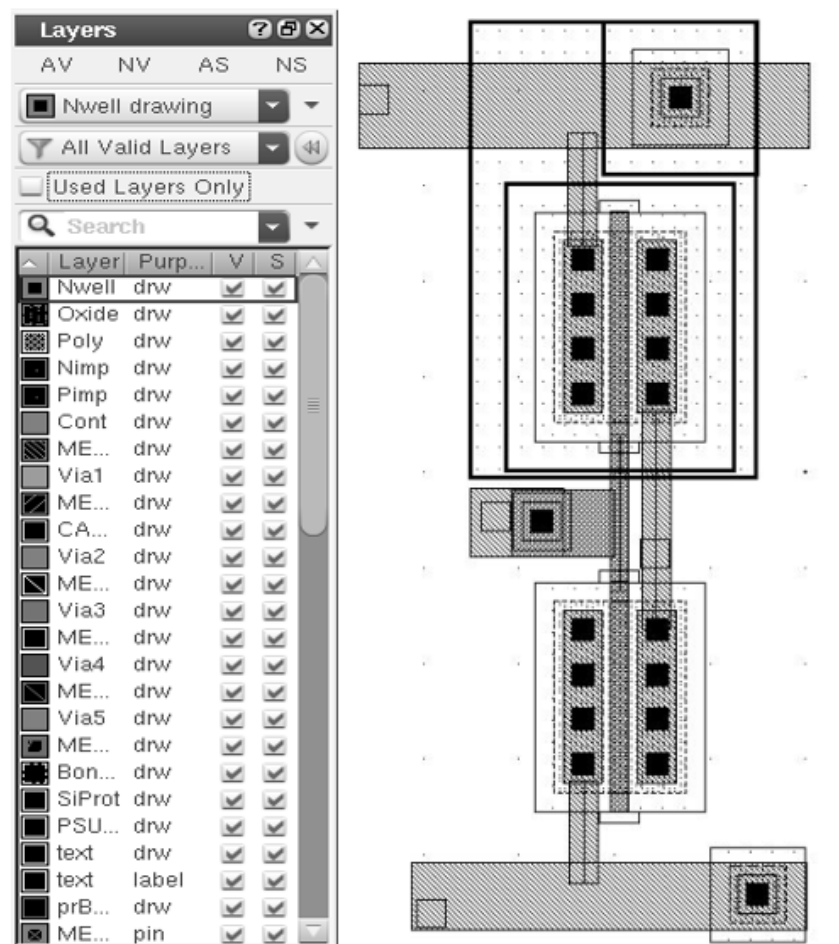 Layers
AV NV AS NS
Nwell drawing
All Valid Layers
Used Layers Only
Search
Layer Purp... V S
Nwell drw
Oxide drw
Poly drw
Nimp drw
Pimp drw
Cont drw
ME... drw
Via1 drw
ME... drw
CA... drw
Via2 drw
ME... drw
Via3 drw
ME... drw
Via4 drw
ME... drw
Via5 drw
ME... drw
Bon... drw
SiProt drw
PSU... drw
text drw
text label
prB... drw
ME... pin